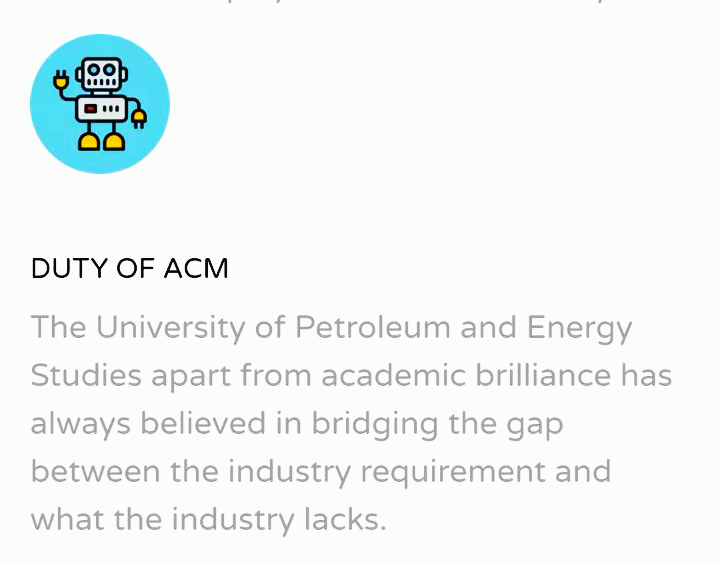 DUTY OF ACM
The University of Petroleum and Energy
Studies apart from academic brilliance has
always believed in bridging the gap
between the industry requirement and
what the industry lacks.